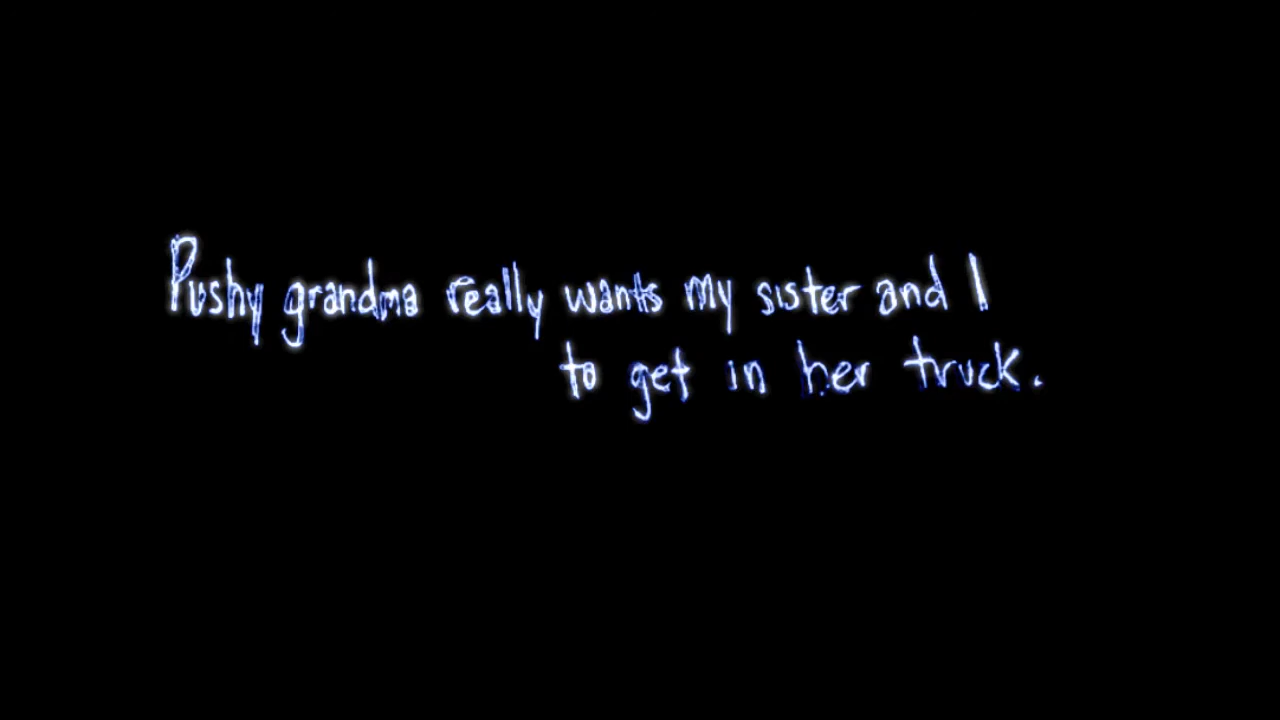 Pushy grandma really wants my sister and I
to get in her truck.